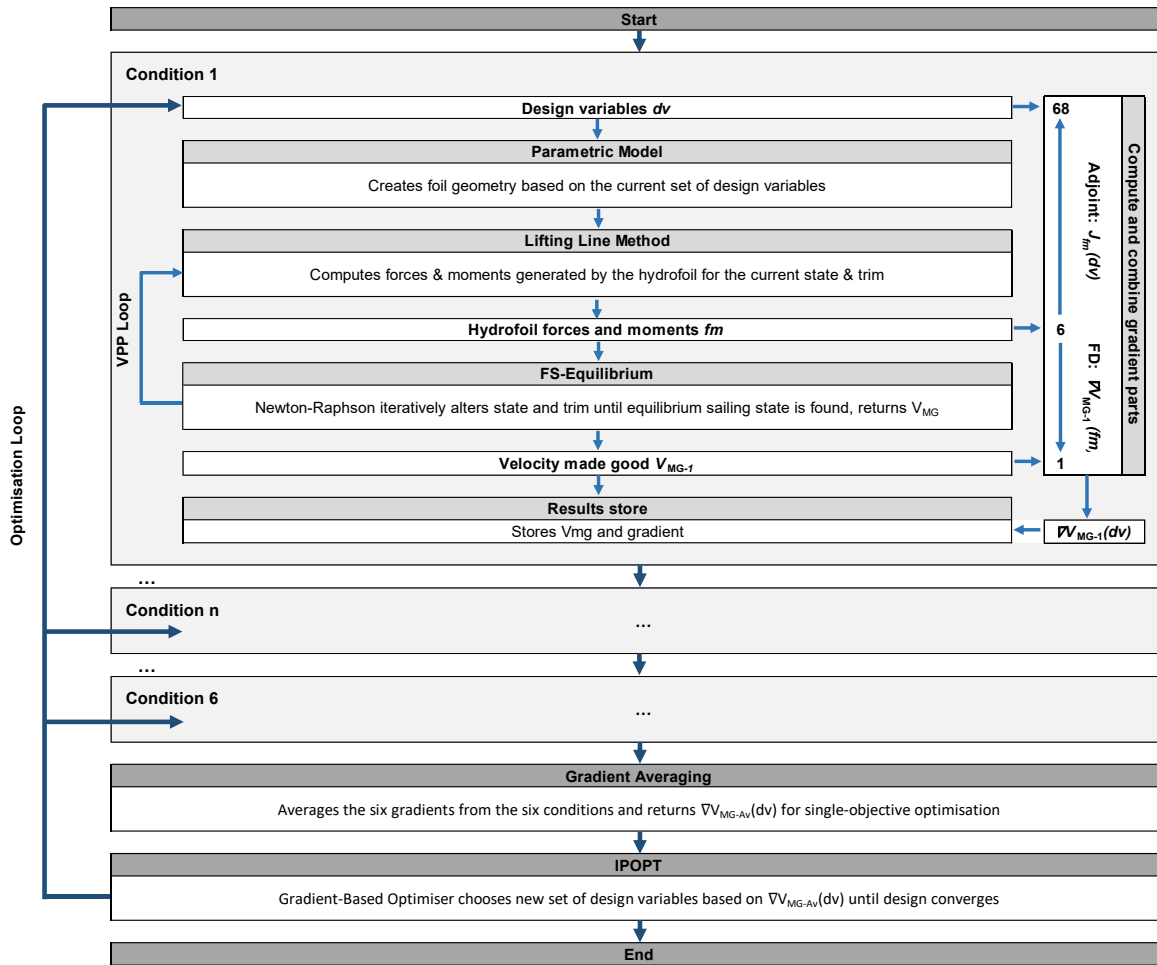 Start
Condition 1
Design variables dv
Parametric Model
Creates foil geometry based on the current set of design variables
Lifting Line Method
Computes forces & moments generated by the hydrofoil for the current state & trim
Hydrofoil forces and moments fm
FS-Equilibrium
Newton-Raphson iteratively alters state and trim until equilibrium sailing state is found, returns V_MG
Velocity made good V_MG-1
Results store
Stores Vmg and gradient
VPP Loop
Optimisation Loop
68
Adjoint: J_fm(dv)
6
FD: ∇V_MG-1(fm,
1
Compute and combine gradient parts
∇V_MG-1(dv)
...
Condition n
...
...
Condition 6
...
Gradient Averaging
Averages the six gradients from the six conditions and returns ∇V_MG-Av(dv) for single-objective optimisation
IPOPT
Gradient-Based Optimiser chooses new set of design variables based on ∇V_MG-Av(dv) until design converges
End